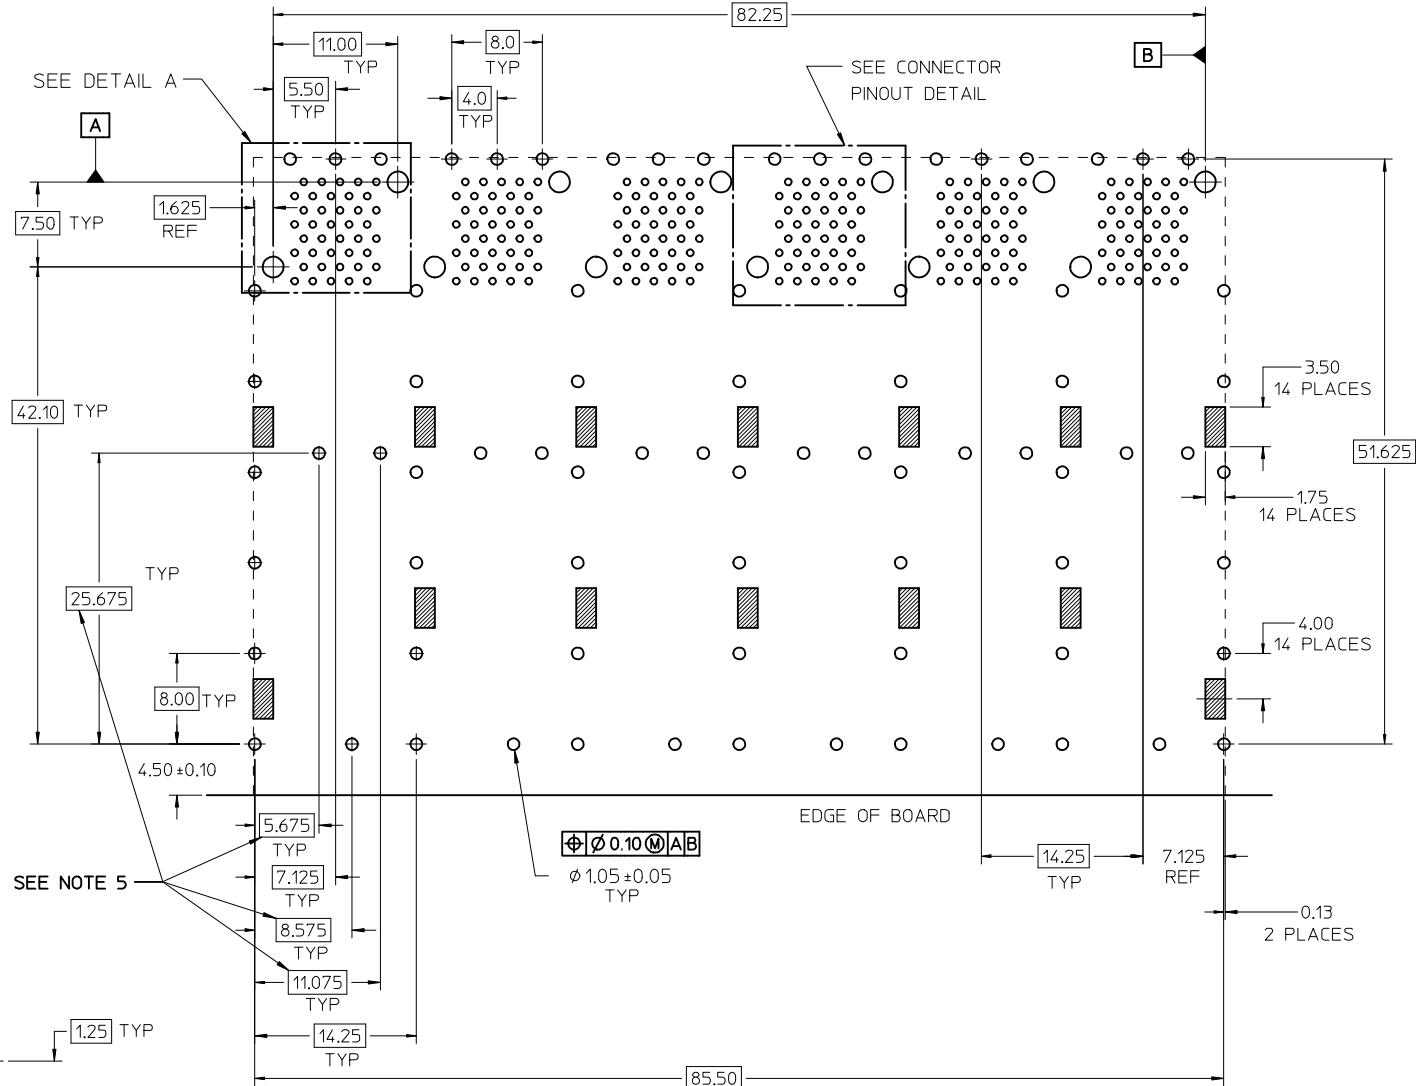 82.25
11.00
TYP
8.0
TYP
B
SEE DETAIL A
5.50
TYP
4.0
TYP
SEE CONNECTOR
PINOUT DETAIL
A
7.50 TYP
1.625
REF
42.10 TYP
3.50
14 PLACES
51.625
1.75
14 PLACES
TYP
25.675
4.00
14 PLACES
8.00 TYP
4.50 ±0.10
EDGE OF BOARD
5.675
TYP
⌖ Ø 0.10 Ⓜ A B
Ø 1.05 ±0.05
TYP
14.25
TYP
7.125
REF
SEE NOTE 5
7.125
TYP
8.575
TYP
0.13
2 PLACES
11.075
TYP
1.25 TYP
14.25
TYP
85.50